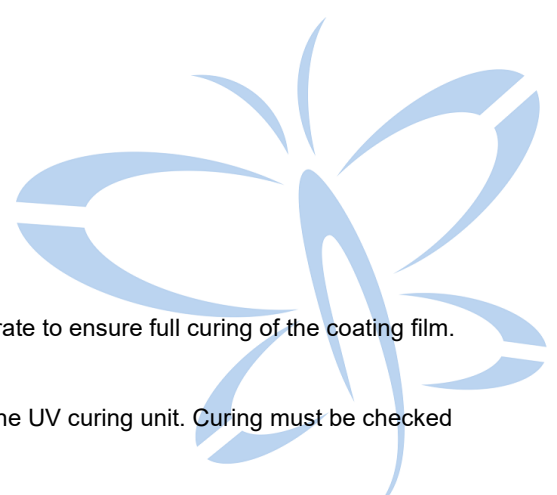 rate to ensure full curing of the coating film.
he UV curing unit. Curing must be checked